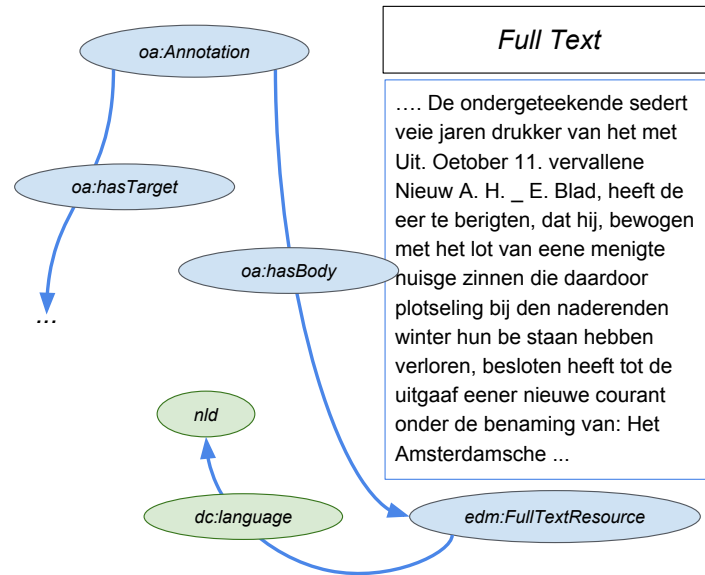 oa:Annotation
Full Text
.... De ondergeteekende sedert
veie jaren drukker van het met
Uit. Oetober 11. vervallene
Nieuw A. H. _ E. Blad, heeft de
eer te berigten, dat hij, bewogen
met het lot van eene menigte
huisge zinnen die daardoor
plotseling bij den naderenden
winter hun be staan hebben
verloren, besloten heeft tot de
uitgaaf eener nieuwe courant
onder de benaming van: Het
Amsterdamsche ...
oa:hasTarget
oa:hasBody
...
nld
dc:language
edm:FullTextResource